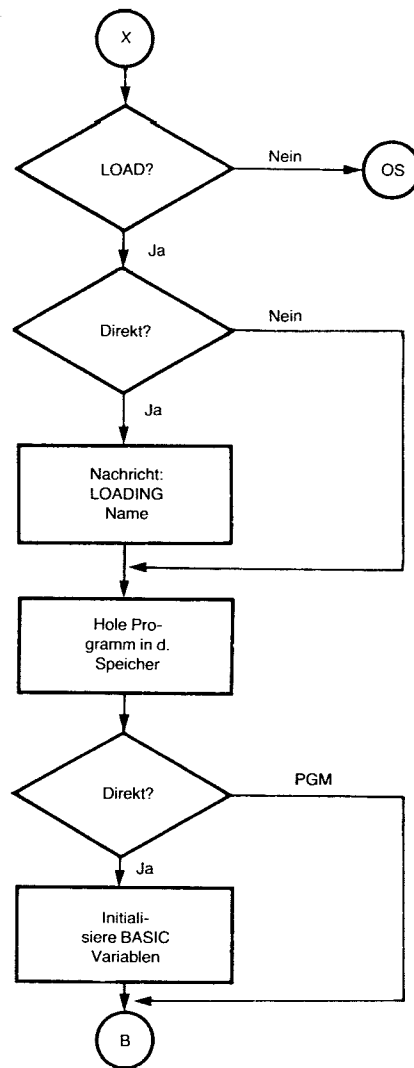 X
LOAD?
Nein
OS
Ja
Direkt?
Nein
Ja
Nachricht:
LOADING
Name
Hole Pro-
gramm in d.
Speicher
Direkt?
PGM
Ja
Initiali-
siere BASIC
Variablen
B